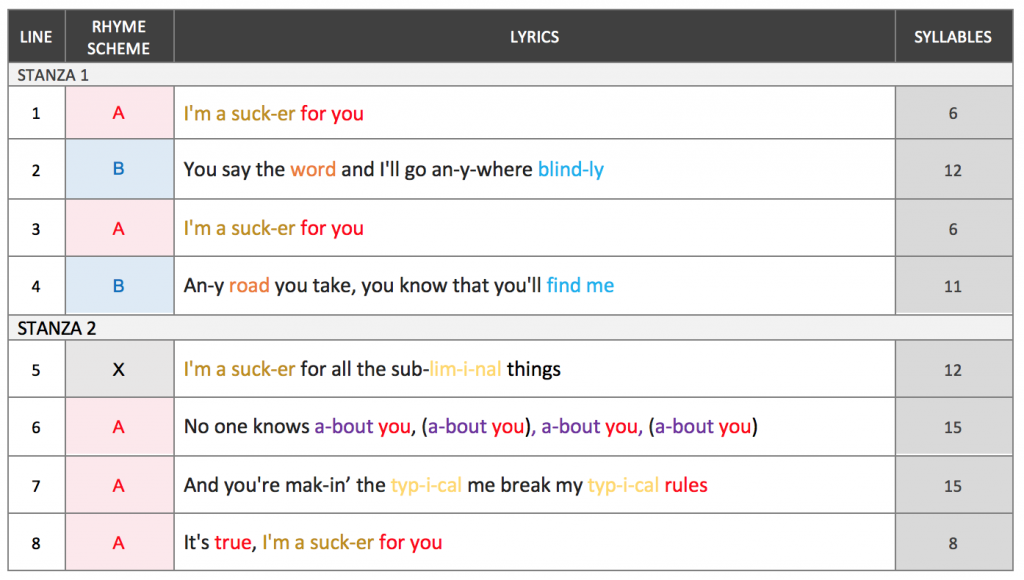 LINE RHYME SCHEME LYRICS SYLLABLES
STANZA 1
1 A I'm a suck-er for you 6
2 B You say the word and I'll go an-y-where blind-ly 12
3 A I'm a suck-er for you 6
4 B An-y road you take, you know that you'll find me 11
STANZA 2
5 X I'm a suck-er for all the sub-lim-i-nal things 12
6 A No one knows a-bout you, (a-bout you), a-bout you, (a-bout you) 15
7 A And you're mak-in’ the typ-i-cal me break my typ-i-cal rules 15
8 A It's true, I'm a suck-er for you 8